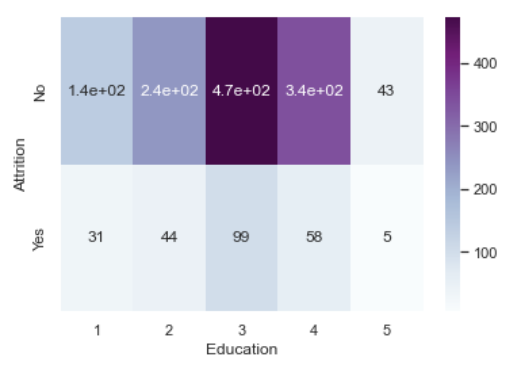 No 1.4e+02 2.4e+02 4.7e+02 3.4e+02 43
Attrition
Yes 31 44 99 58 5
1 2 3 4 5
Education
400
300
200
100